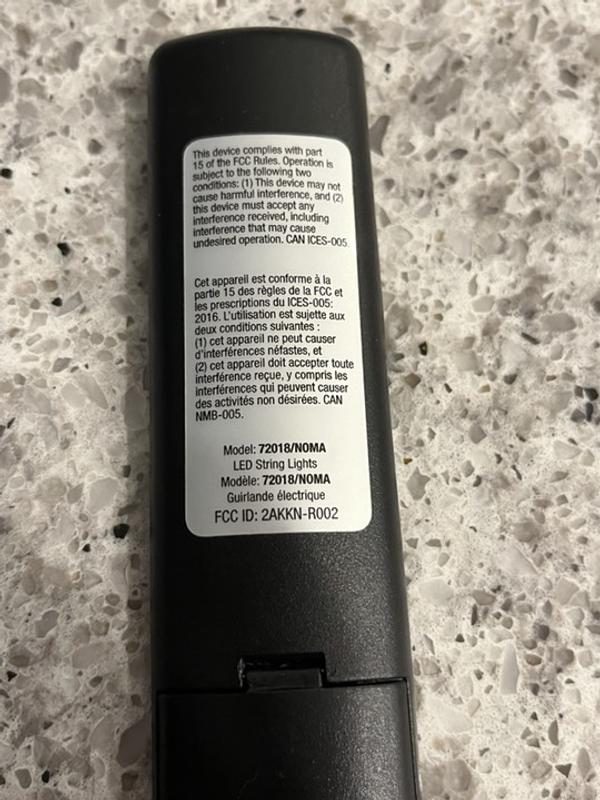 This device complies with part
15 of the FCC Rules. Operation is
subject to the following two
conditions: (1) This device may not
cause harmful interference, and (2)
this device must accept any
interference received, including
interference that may cause
undesired operation. CAN ICES-005.
Cet appareil est conforme à la
partie 15 des règles de la FCC et
les prescriptions du ICES-005:
2016. L'utilisation est sujette aux
deux conditions suivantes :
(1) cet appareil ne peut causer
d'interférences néfastes, et
(2) cet appareil doit accepter toute
interférence reçue, y compris les
interférences qui peuvent causer
des activités non désirées. CAN
NMB-005.
Model: 72018/NOMA
LED String Lights
Modèle: 72018/NOMA
Guirlande électrique
FCC ID: 2AKKN-R002